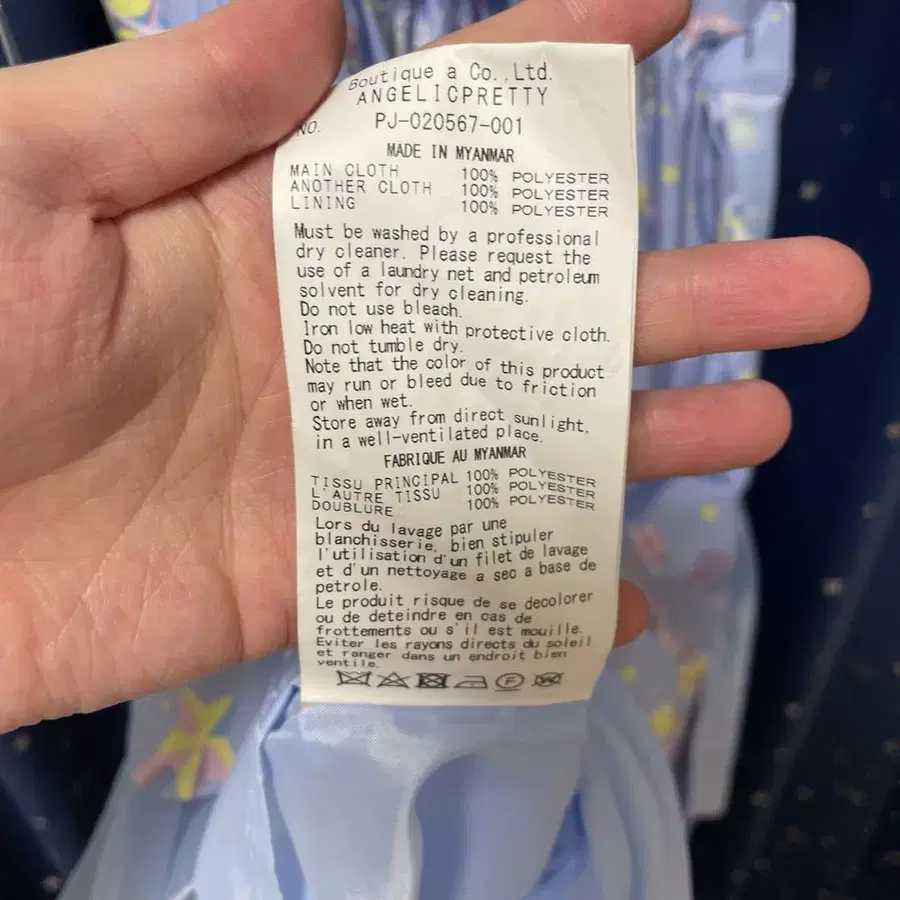 Boutique a Co., Ltd.
ANGELICPRETTY
NO. PJ-020567-001
MADE IN MYANMAR
MAIN CLOTH 100% POLYESTER
ANOTHER CLOTH 100% POLYESTER
LINING 100% POLYESTER
Must be washed by a professional
dry cleaner. Please request the
use of a laundry net and petroleum
solvent for dry cleaning.
Do not use bleach.
Iron low heat with protective cloth.
Do not tumble dry.
Note that the color of this product
may run or bleed due to friction
or when wet.
Store away from direct sunlight,
in a well-ventilated place.
FABRIQUE AU MYANMAR
TISSU PRINCIPAL 100% POLYESTER
L'AUTRE TISSU 100% POLYESTER
DOUBLURE 100% POLYESTER
Lors du lavage par une
blanchisserie, bien stipuler
l'utilisation d'un filet de lavage
et d'un nettoyage a sec a base de
petrole.
Le produit risque de se decolorer
ou de deteindre en cas de
frottements ou s'il est mouille.
Eviter les rayons directs du soleil
et ranger dans un endroit bien
ventile.
F